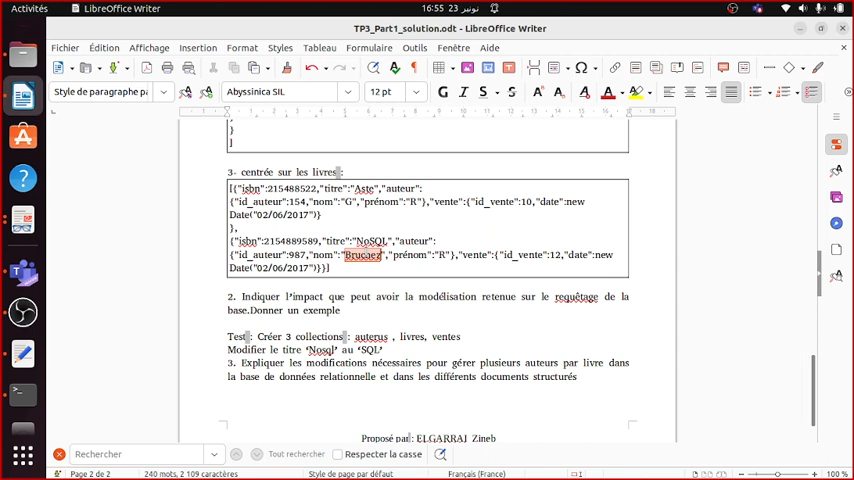 Activités LibreOffice Writer 16:55 23 نونبر
TP3_Part1_solution.odt - LibreOffice Writer
Fichier Édition Affichage Insertion Format Styles Tableau Formulaire Outils Fenêtre Aide
Style de paragraphe pa Abyssinica SIL 12 pt G I S
}
}
]
3- centrée sur les livres :
[{"isbn":215488522,"titre":"Aste","auteur":
{"id_auteur":154,"nom":"G","prénom":"R"},"vente":{"id_vente":10,"date":new
Date("02/06/2017")}
},
{"isbn":2154889589,"titre":"NoSQL","auteur":
{"id_auteur":987,"nom":"Brucaez","prénom":"R"},"vente":{"id_vente":12,"date":new
Date("02/06/2017")}}]
2. Indiquer l'impact que peut avoir la modélisation retenue sur le requêtage de la
base.Donner un exemple
Test : Créer 3 collections : auterus , livres, ventes
Modifier le titre 'Nosql' au 'SQL'
3. Expliquer les modifications nécessaires pour gérer plusieurs auteurs par livre dans
la base de données relationnelle et dans les différents documents structurés
Proposé par : ELGARRAJ Zineb
Rechercher Tout rechercher Respecter la casse
Page 2 de 2 240 mots, 2 109 caractères Style de page par défaut Français (France) 100 %